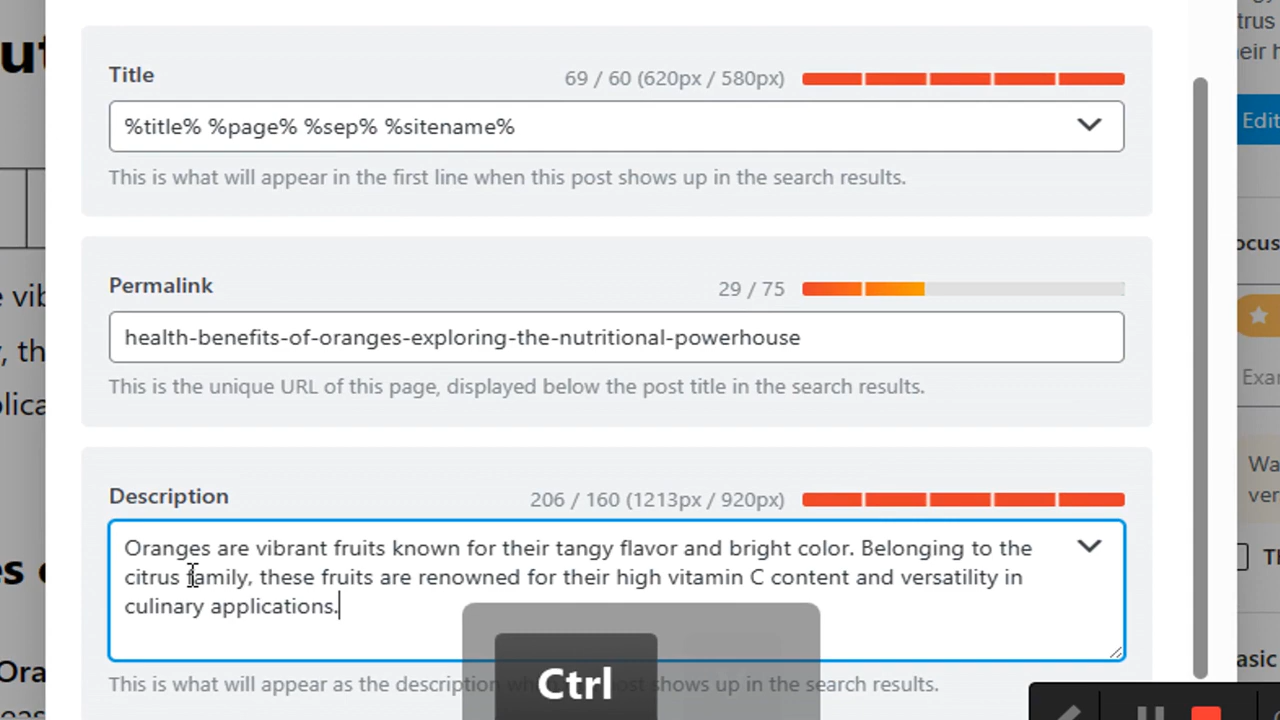 Title
69 / 60 (620px / 580px)
%title% %page% %sep% %sitename%
This is what will appear in the first line when this post shows up in the search results.
Permalink
29 / 75
health-benefits-of-oranges-exploring-the-nutritional-powerhouse
This is the unique URL of this page, displayed below the post title in the search results.
Description
206 / 160 (1213px / 920px)
Oranges are vibrant fruits known for their tangy flavor and bright color. Belonging to the
citrus family, these fruits are renowned for their high vitamin C content and versatility in
culinary applications.
Ctrl
This is what will appear as the description when this post shows up in the search results.
Edit